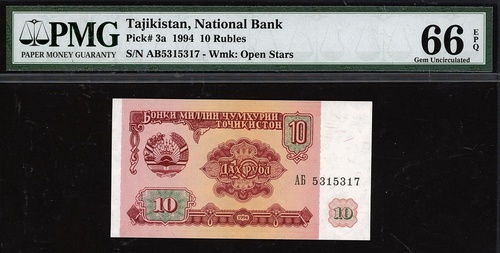 PMG
PAPER MONEY GUARANTY
Tajikistan, National Bank
Pick# 3a 1994 10 Rubles
S/N AB5315317 - Wmk: Open Stars
66 EPQ
Gem Uncirculated
БОНКИ МИЛЛИИ ҶУМҲУРИИ
ТОҶИКИСТОН
10
ДАҲ РУБЛ
АБ 5315317
10
1994
10